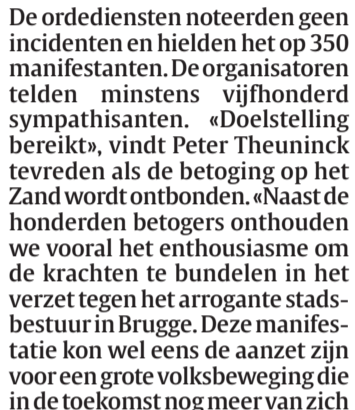 De ordediensten noteerden geen
incidenten en hielden het op 350
manifestanten. De organisatoren
telden minstens vijfhonderd
sympathisanten. «Doelstelling
bereikt», vindt Peter Theuninck
tevreden als de betoging op het
Zand wordt ontbonden. «Naast de
honderden betogers onthouden
we vooral het enthousiasme om
de krachten te bundelen in het
verzet tegen het arrogante stads-
bestuur in Brugge. Deze manifes-
tatie kon wel eens de aanzet zijn
voor een grote volksbeweging die
in de toekomst nog meer van zich